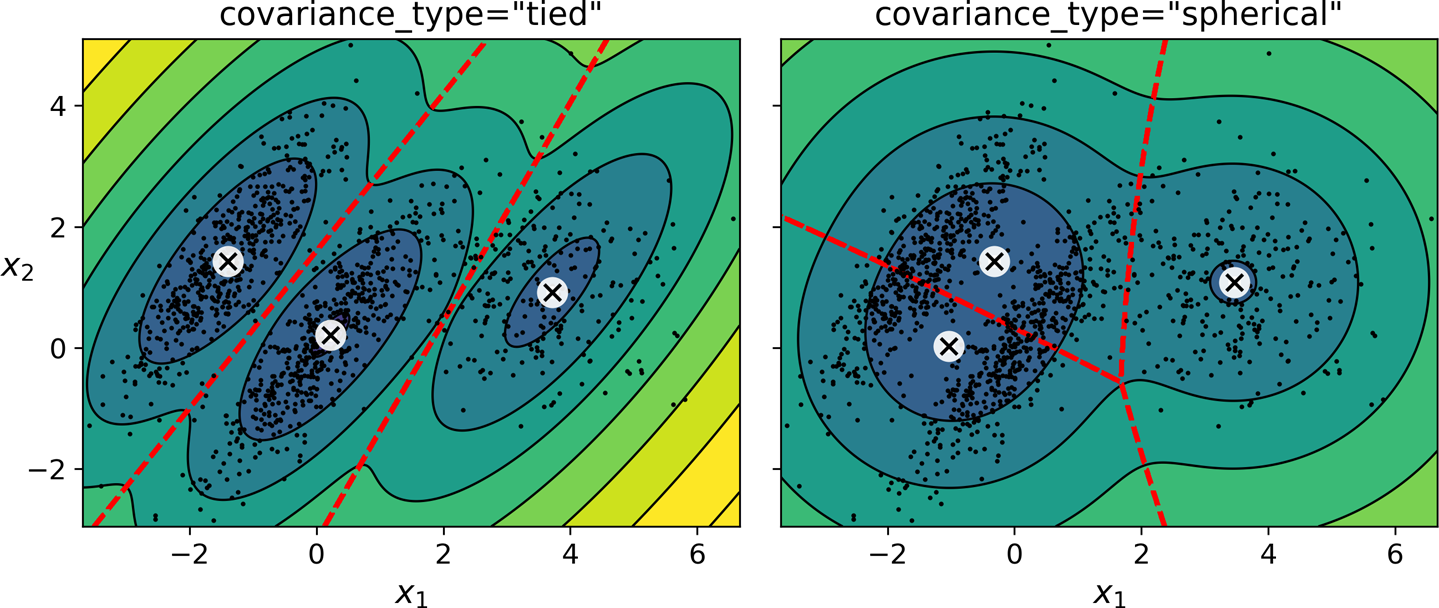 covariance_type="tied"
covariance_type="spherical"
4
2
0
−2
x₂
−2 0 2 4 6
−2 0 2 4 6
x₁
x₁